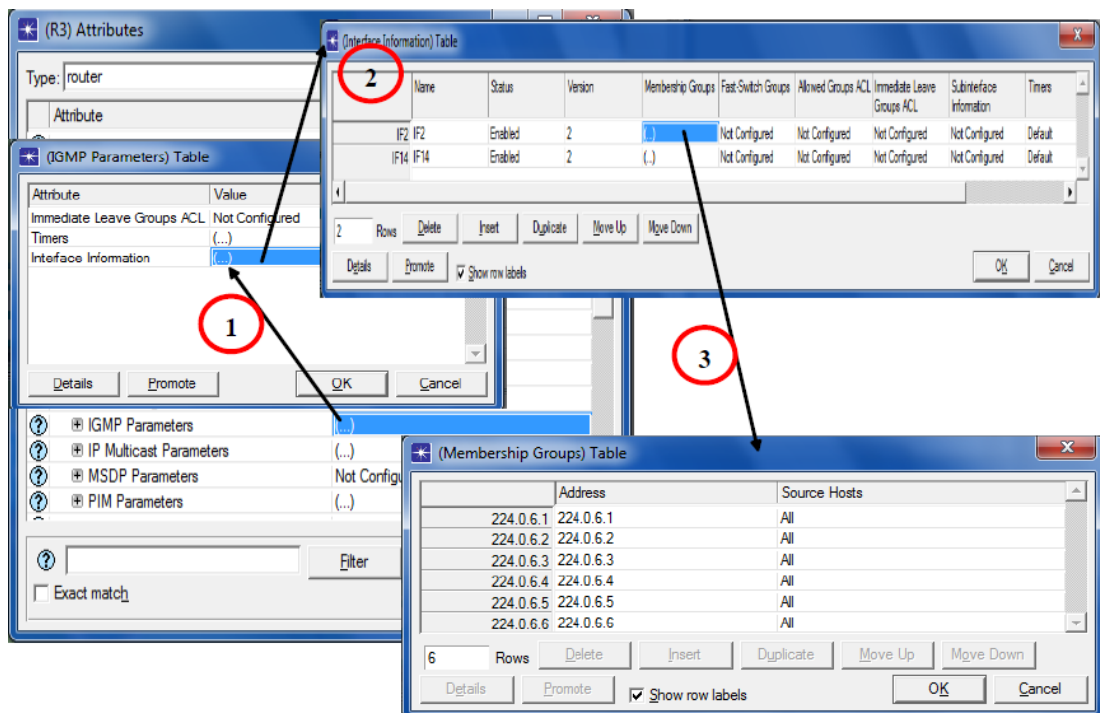 (R3) Attributes
Type: router
Attribute
(IGMP Parameters) Table
Attribute Value
Immediate Leave Groups ACL Not Configured
Timers (...)
Interface Information (...)
1
Details Promote OK Cancel
IGMP Parameters (...)
IP Multicast Parameters (...)
MSDP Parameters Not Configu
PIM Parameters (...)
Filter
Exact match
(Interface Information) Table
2
Name Status Version Membership Groups Fast-Switch Groups Allowed Groups ACL Immediate Leave Groups ACL Subinterface Information Timers
IF2 IF2 Enabled 2 (...) Not Configured Not Configured Not Configured Not Configured Default
IF14 IF14 Enabled 2 (...) Not Configured Not Configured Not Configured Not Configured Default
2 Rows Delete Insert Duplicate Move Up Move Down
Details Promote Show row labels OK Cancel
3
(Membership Groups) Table
Address Source Hosts
224.0.6.1 224.0.6.1 All
224.0.6.2 224.0.6.2 All
224.0.6.3 224.0.6.3 All
224.0.6.4 224.0.6.4 All
224.0.6.5 224.0.6.5 All
224.0.6.6 224.0.6.6 All
6 Rows Delete Insert Duplicate Move Up Move Down
Details Promote Show row labels OK Cancel